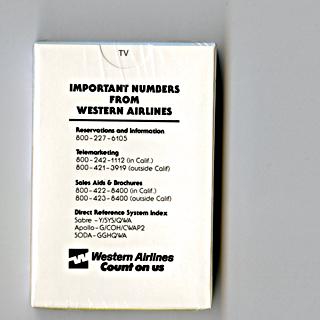 TV
IMPORTANT NUMBERS
FROM
WESTERN AIRLINES
Reservations and Information
800-227-6105
Telemarketing
800-242-1112 (in Calif.)
800-421-3919 (outside Calif)
Sales Aids & Brochures
800-422-8400 (in Calif.)
800-423-8400 (outside Calif)
Direct Reference System Index
Sabre - Y/SYS/QWA
Apollo - G/COH/CWAP2
SODA - GGHQWA
Western Airlines
Count on us